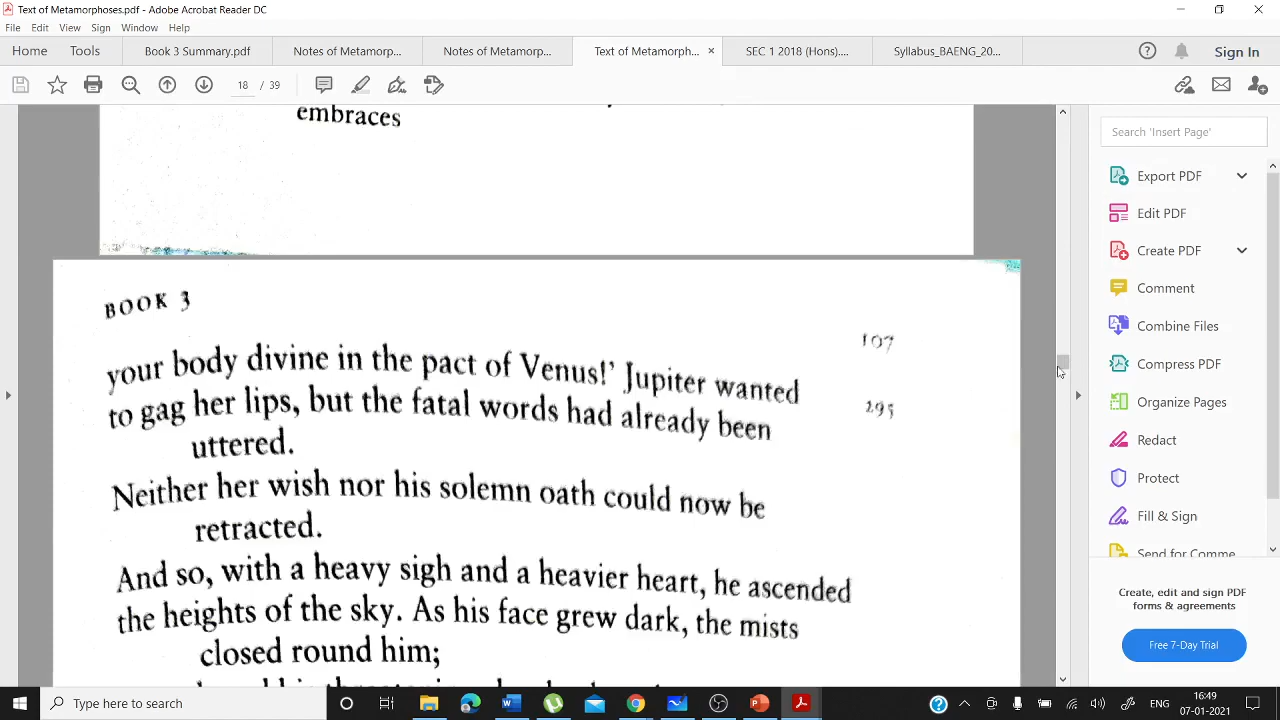 Text of Metamorphoses.pdf - Adobe Acrobat Reader DC
File Edit View Sign Window Help
Home Tools Book 3 Summary.pdf Notes of Metamorp... Notes of Metamorp... Text of Metamorph... × SEC 1 2018 (Hons).... Syllabus_BAENG_20... Sign In
18 / 39
embraces
Search 'Insert Page'
Export PDF
Edit PDF
Create PDF
Comment
Combine Files
Compress PDF
Organize Pages
Redact
Protect
Fill & Sign
Send for Comme
Create, edit and sign PDF
forms & agreements
Free 7-Day Trial
BOOK 3
107
your body divine in the pact of Venus!' Jupiter wanted
to gag her lips, but the fatal words had already been 295
uttered.
Neither her wish nor his solemn oath could now be
retracted.
And so, with a heavy sigh and a heavier heart, he ascended
the heights of the sky. As his face grew dark, the mists
closed round him;
Type here to search
ENG
16:49
07-01-2021